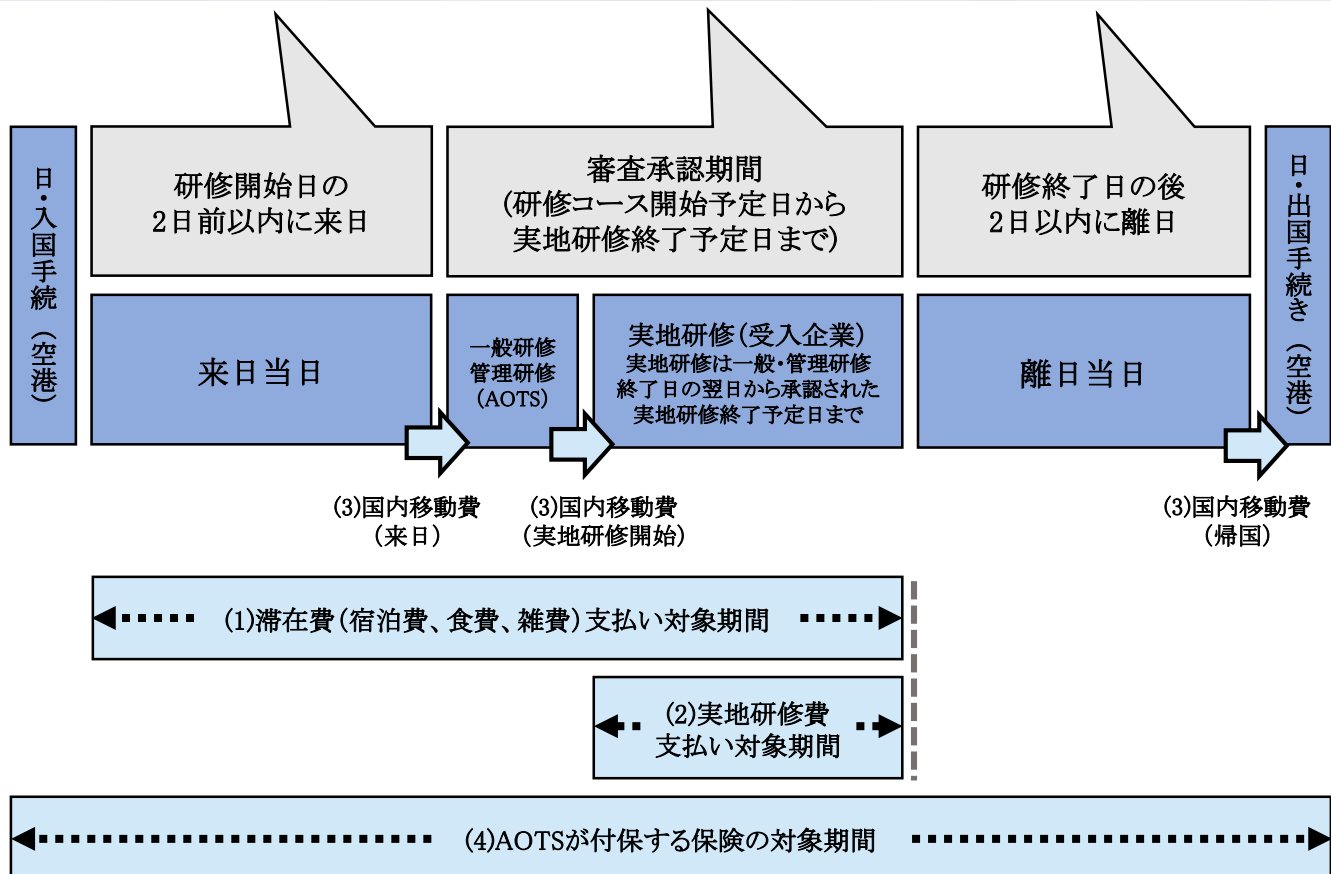 日・入国手続（空港）
研修開始日の
2日前以内に来日
審査承認期間
(研修コース開始予定日から
実地研修終了予定日まで)
研修終了日の後
2日以内に離日
日・出国手続き（空港）
来日当日
一般研修
管理研修
(AOTS)
実地研修(受入企業)
実地研修は一般・管理研修
終了日の翌日から承認された
実地研修終了予定日まで
離日当日
(3)国内移動費
(来日)
(3)国内移動費
(実地研修開始)
(3)国内移動費
(帰国)
(1)滞在費(宿泊費、食費、雑費)支払い対象期間
(2)実地研修費
支払い対象期間
(4)AOTSが付保する保険の対象期間